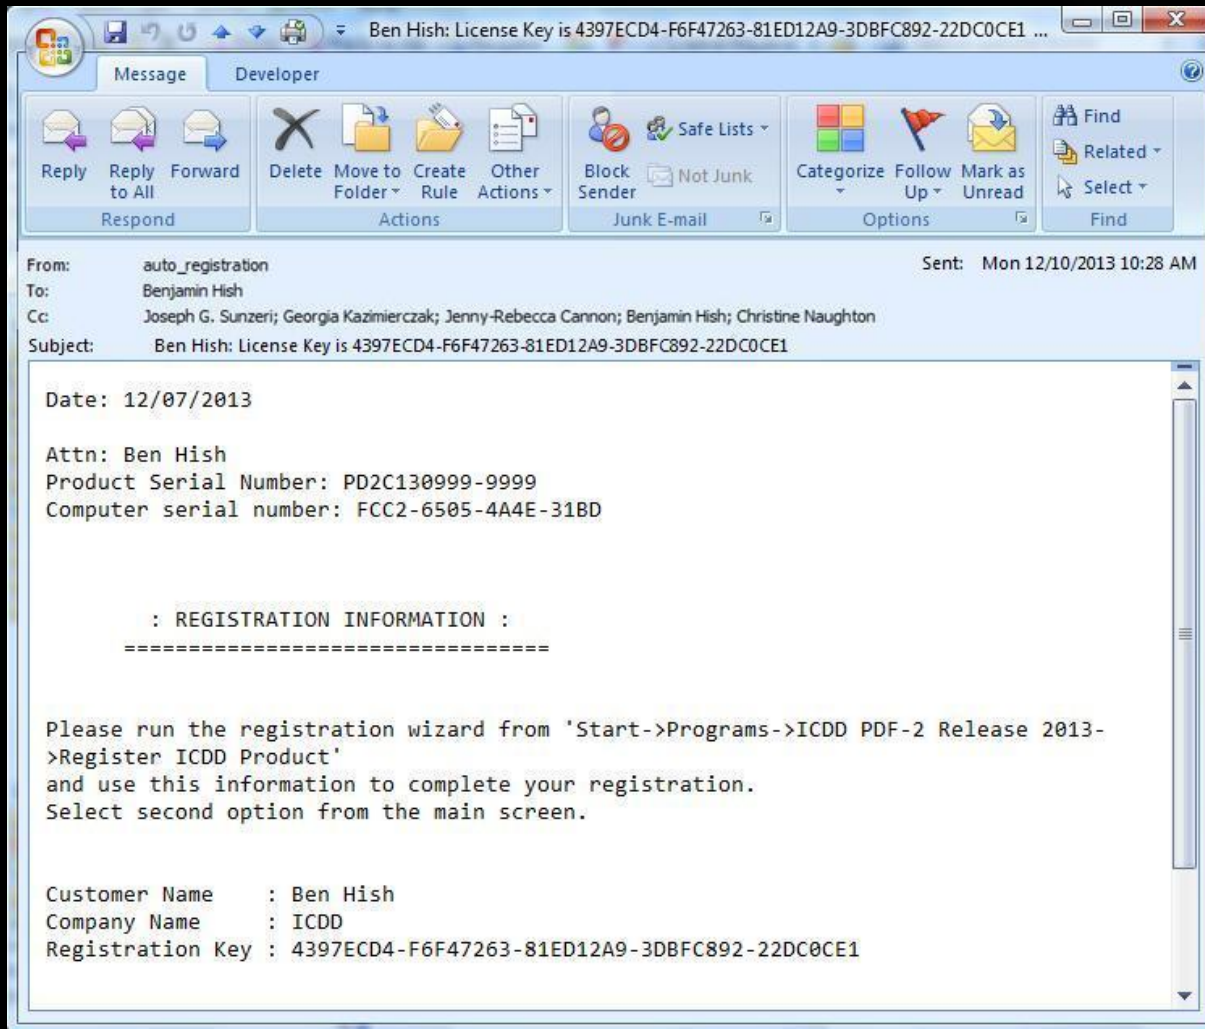 Ben Hish: License Key is 4397ECD4-F6F47263-81ED12A9-3DBFC892-22DC0CE1 ...
Message Developer
Reply Reply to All Forward Delete Move to Folder Create Rule Other Actions Block Sender Safe Lists Not Junk Categorize Follow Up Mark as Unread Find Related Select
Respond Actions Junk E-mail Options Find
From: auto_registration Sent: Mon 12/10/2013 10:28 AM
To: Benjamin Hish
Cc: Joseph G. Sunzeri; Georgia Kazimierczak; Jenny-Rebecca Cannon; Benjamin Hish; Christine Naughton
Subject: Ben Hish: License Key is 4397ECD4-F6F47263-81ED12A9-3DBFC892-22DC0CE1
Date: 12/07/2013
Attn: Ben Hish
Product Serial Number: PD2C130999-9999
Computer serial number: FCC2-6505-4A4E-31BD
: REGISTRATION INFORMATION :
=================================
Please run the registration wizard from 'Start->Programs->ICDD PDF-2 Release 2013-
>Register ICDD Product'
and use this information to complete your registration.
Select second option from the main screen.
Customer Name : Ben Hish
Company Name : ICDD
Registration Key : 4397ECD4-F6F47263-81ED12A9-3DBFC892-22DC0CE1